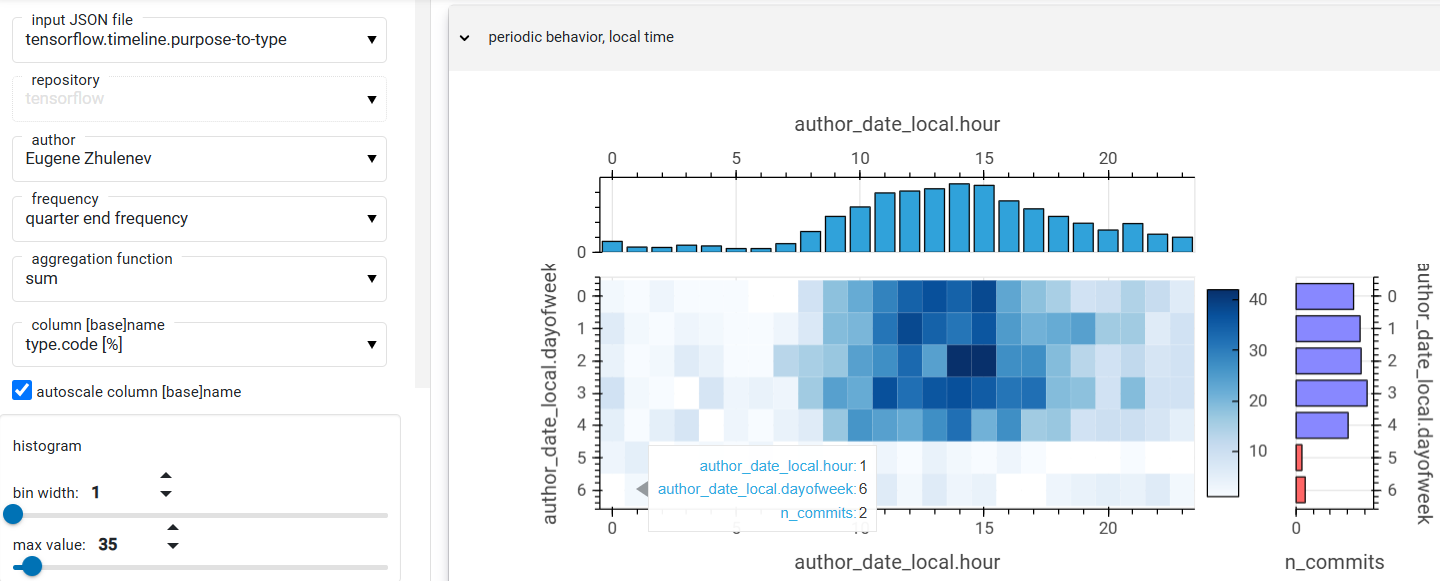 input JSON file
tensorflow.timeline.purpose-to-type
repository
tensorflow
author
Eugene Zhulenev
frequency
quarter end frequency
aggregation function
sum
column [base]name
type.code [%]
autoscale column [base]name
histogram
bin width: 1
max value: 35
periodic behavior, local time
author_date_local.hour
0 5 10 15 20
0
author_date_local.dayofweek
0
1
2
3
4
5
6
author_date_local.hour: 1
author_date_local.dayofweek: 6
n_commits: 2
0 5 10 15 20
author_date_local.hour
40
30
20
10
0
1
2
3
4
5
6
author_date_local.dayofweek
0
n_commits